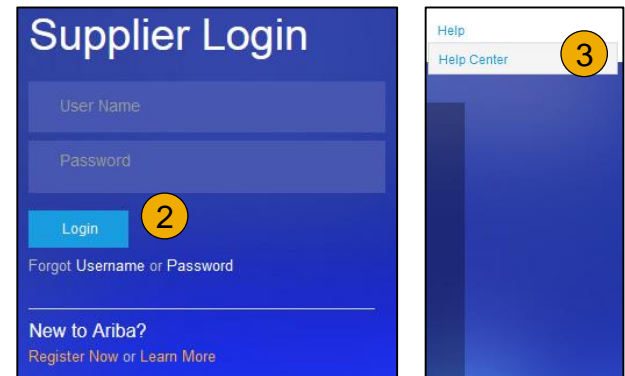 Supplier Login
User Name
Password
Login
2
Forgot Username or Password
New to Ariba?
Register Now or Learn More
Help
Help Center
3